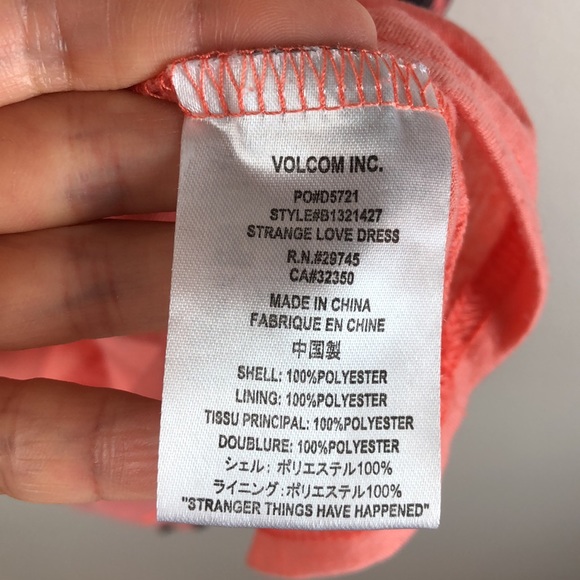 VOLCOM INC.
PO#D5721
STYLE#B1321427
STRANGE LOVE DRESS
R.N.#29745
CA#32350
MADE IN CHINA
FABRIQUE EN CHINE
中国製
SHELL: 100%POLYESTER
LINING: 100%POLYESTER
TISSU PRINCIPAL: 100%POLYESTER
DOUBLURE: 100%POLYESTER
シェル: ポリエステル100%
ライニング: ポリエステル100%
"STRANGER THINGS HAVE HAPPENED"